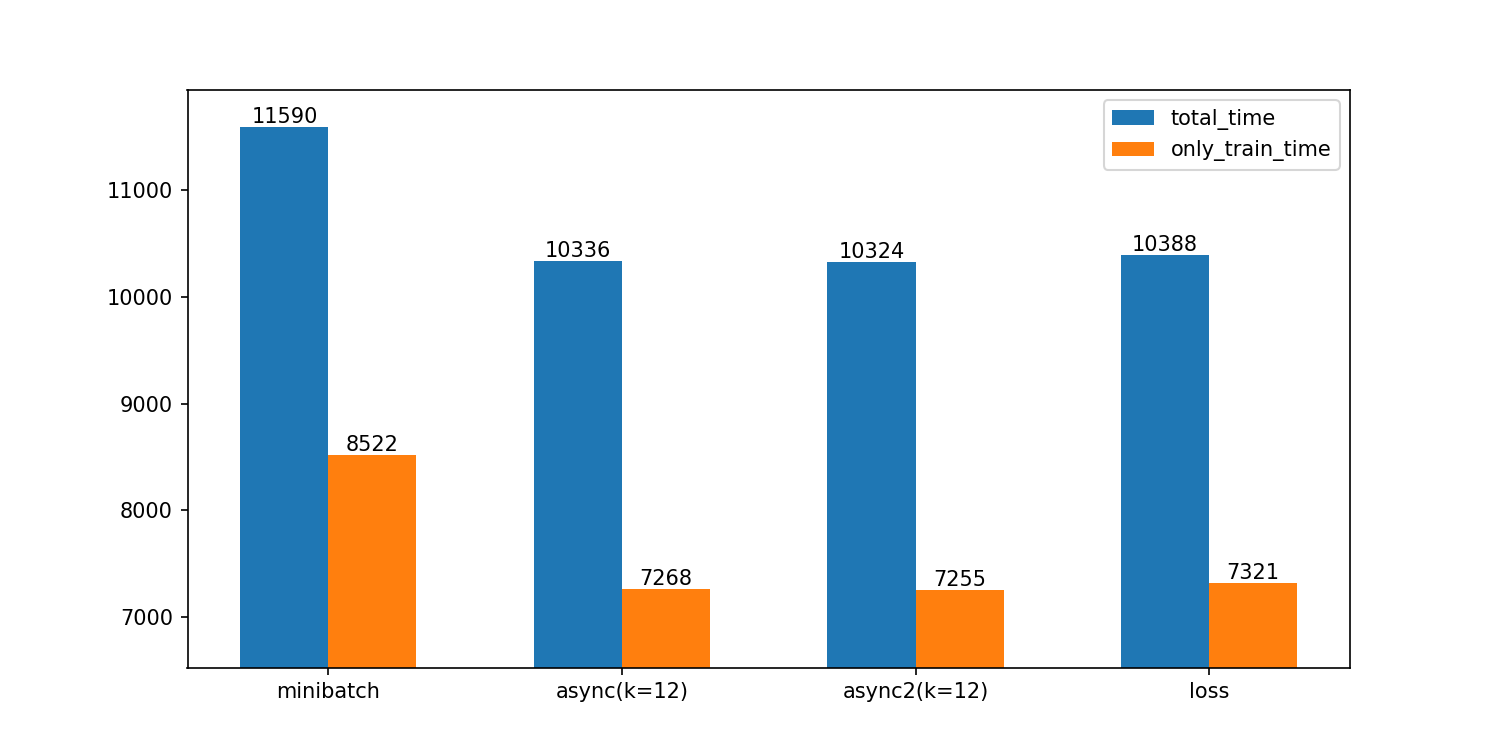 total_time
only_train_time
11590
8522
10336
7268
10324
7255
10388
7321
11000
10000
9000
8000
7000
minibatch
async(k=12)
async2(k=12)
loss